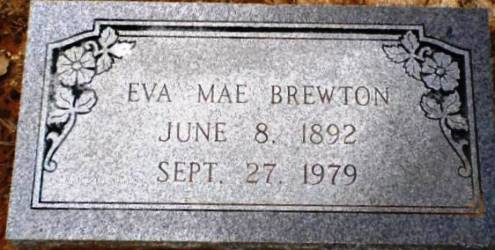 EVA MAE BREWTON
JUNE 8, 1892
SEPT. 27, 1979